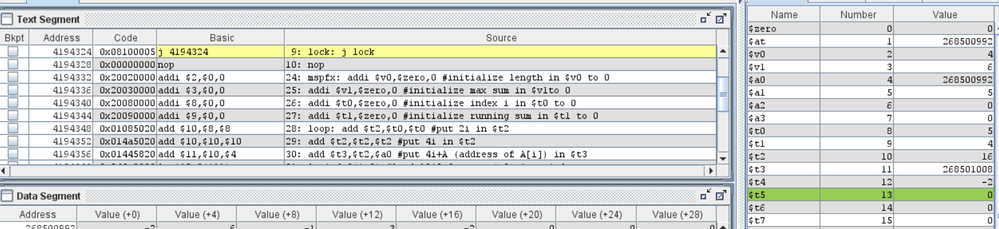 Text Segment
Bkpt Address Code Basic Source
4194324 0x08100005 j 4194324 9: lock: j lock
4194328 0x00000000 nop 10: nop
4194332 0x20020000 addi $2,$0,0 24: mspfx: addi $v0,$zero,0 #initialize length in $v0 to 0
4194336 0x20030000 addi $3,$0,0 25: addi $v1,$zero,0 #initialize max sum in $v1to 0
4194340 0x20080000 addi $8,$0,0 26: addi $t0,$zero,0 #initialize index i in $t0 to 0
4194344 0x20090000 addi $9,$0,0 27: addi $t1,$zero,0 #initialize running sum in $t1 to 0
4194348 0x01085020 add $10,$8,$8 28: loop: add $t2,$t0,$t0 #put 2i in $t2
4194352 0x014a5020 add $10,$10,$10 29: add $t2,$t2,$t2 #put 4i in $t2
4194356 0x01445820 add $11,$10,$4 30: add $t3,$t2,$a0 #put 4i+A (address of A[i]) in $t3
Data Segment
Address Value (+0) Value (+4) Value (+8) Value (+12) Value (+16) Value (+20) Value (+24) Value (+28)
268500992 -2 6 -1 3 -2 0 0 0
Name Number Value
$zero 0 0
$at 1 268500992
$v0 2 4
$v1 3 6
$a0 4 268500992
$a1 5 5
$a2 6 0
$a3 7 0
$t0 8 5
$t1 9 4
$t2 10 16
$t3 11 268501008
$t4 12 -2
$t5 13 0
$t6 14 0
$t7 15 0